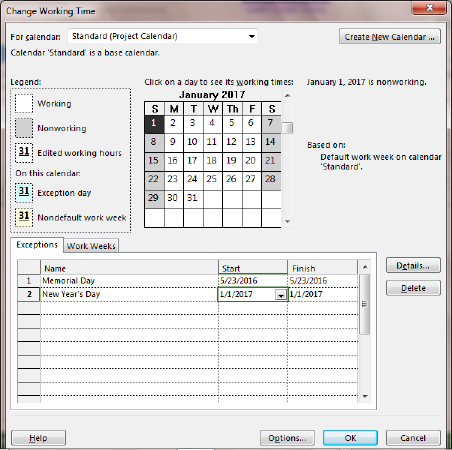 Change Working Time
For calendar: Standard (Project Calendar) Create New Calendar ...
Calendar 'Standard' is a base calendar.
Legend:
Working
Nonworking
31 Edited working hours
On this calendar:
31 Exception day
31 Nondefault work week
Click on a day to see its working times:
January 2017
S M T W Th F S
1 2 3 4 5 6 7
8 9 10 11 12 13 14
15 16 17 18 19 20 21
22 23 24 25 26 27 28
29 30 31
January 1, 2017 is nonworking.
Based on:
Default work week on calendar
'Standard'.
Exceptions Work Weeks
Name Start Finish
1 Memorial Day 5/23/2016 5/23/2016
2 New Year's Day 1/1/2017 1/1/2017
Details...
Delete
Help Options... OK Cancel